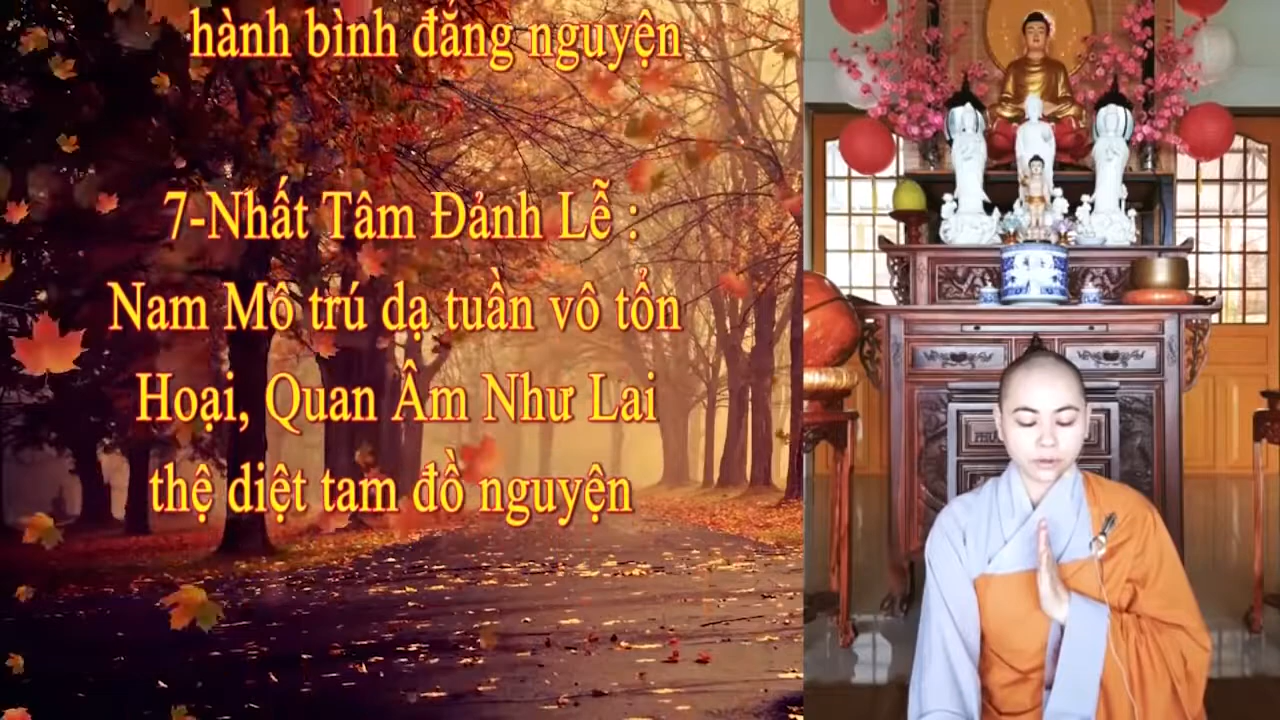 hành bình đẳng nguyện
7-Nhất Tâm Đảnh Lễ :
Nam Mô trú dạ tuần vô tổn
Hoại, Quan Âm Như Lai
thệ diệt tam đồ nguyện